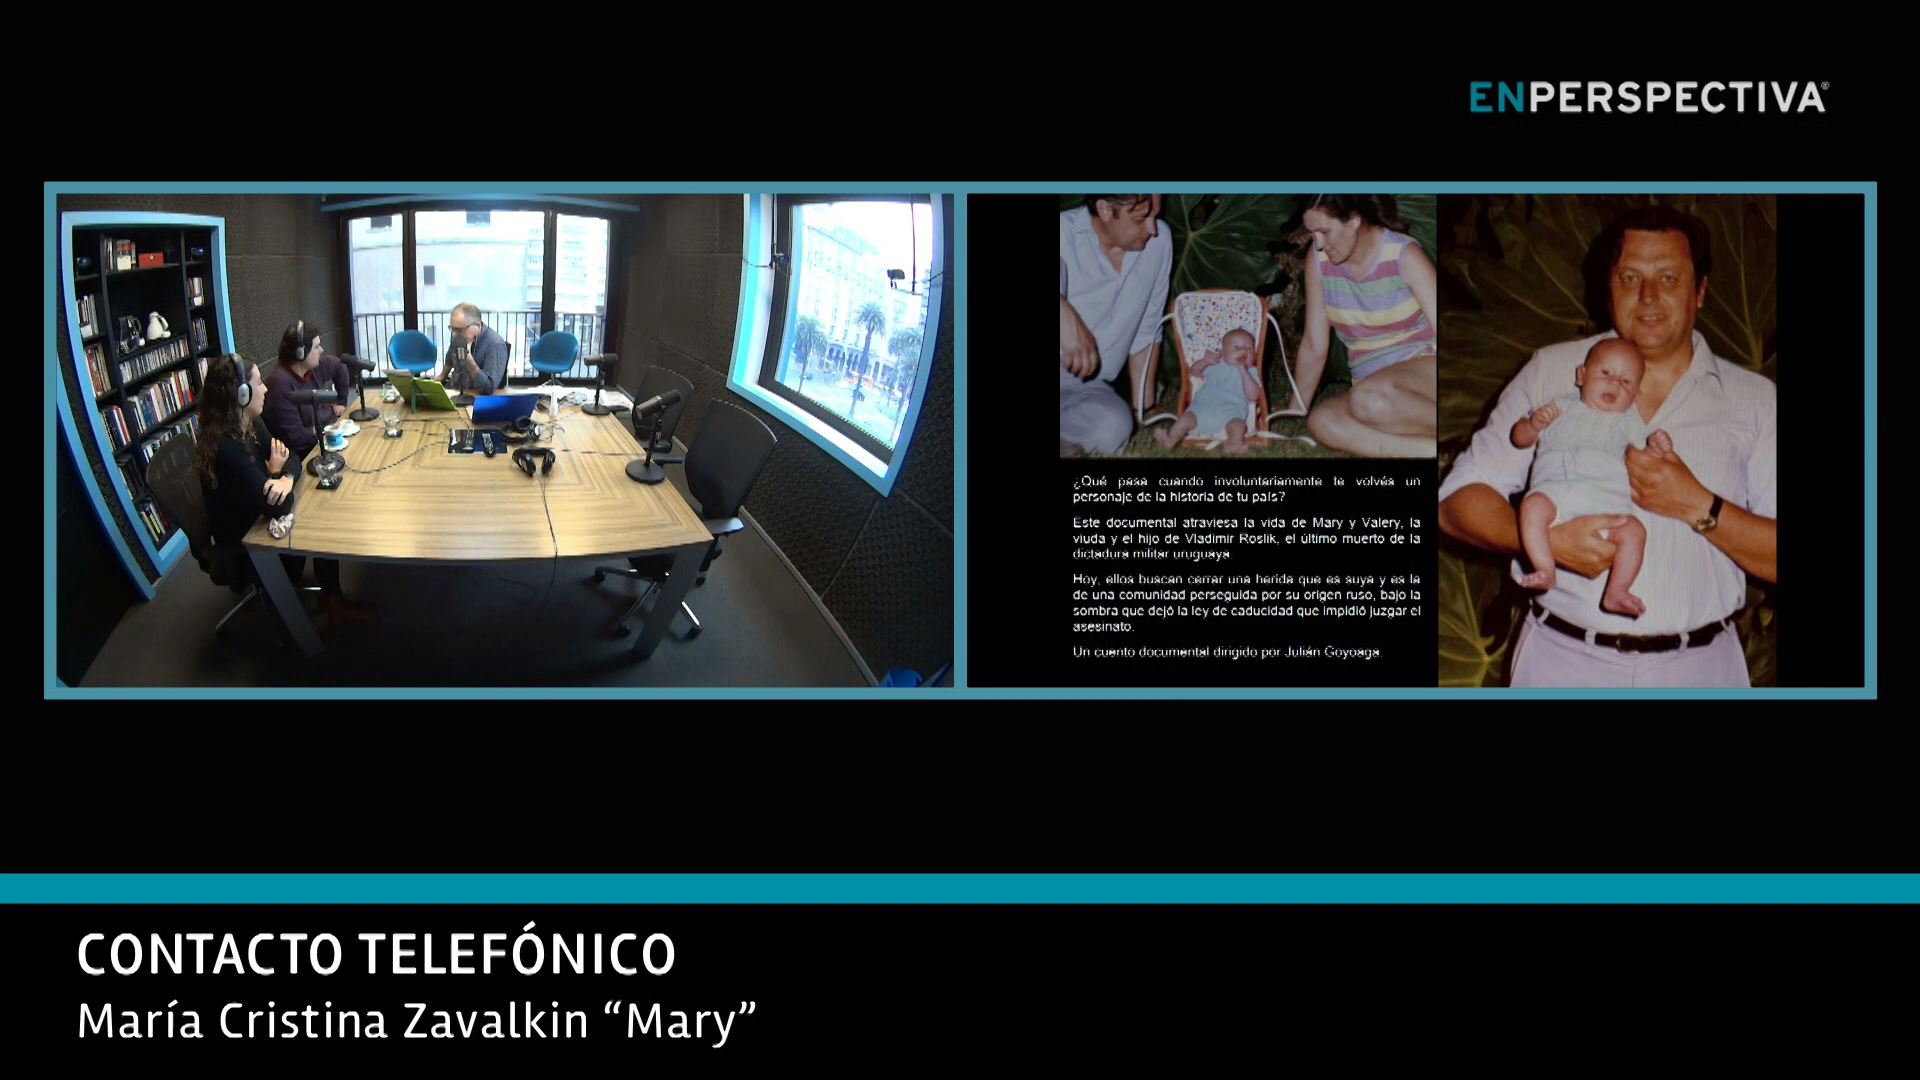 ENPERSPECTIVA®
¿Qué pasa cuando involuntariamente te volvés un
personaje de la historia de tu país?
Este documental atraviesa la vida de Mary y Valery, la
viuda y el hijo de Vladimir Roslik, el último muerto de la
dictadura militar uruguaya
Hoy, ellos buscan cerrar una herida que es suya y es la
de una comunidad perseguida por su origen ruso, bajo la
sombra que dejó la ley de caducidad que impidió juzgar el
asesinato.
Un cuento documental dirigido por Julián Goyoaga.
CONTACTO TELEFÓNICO
María Cristina Zavalkin “Mary”